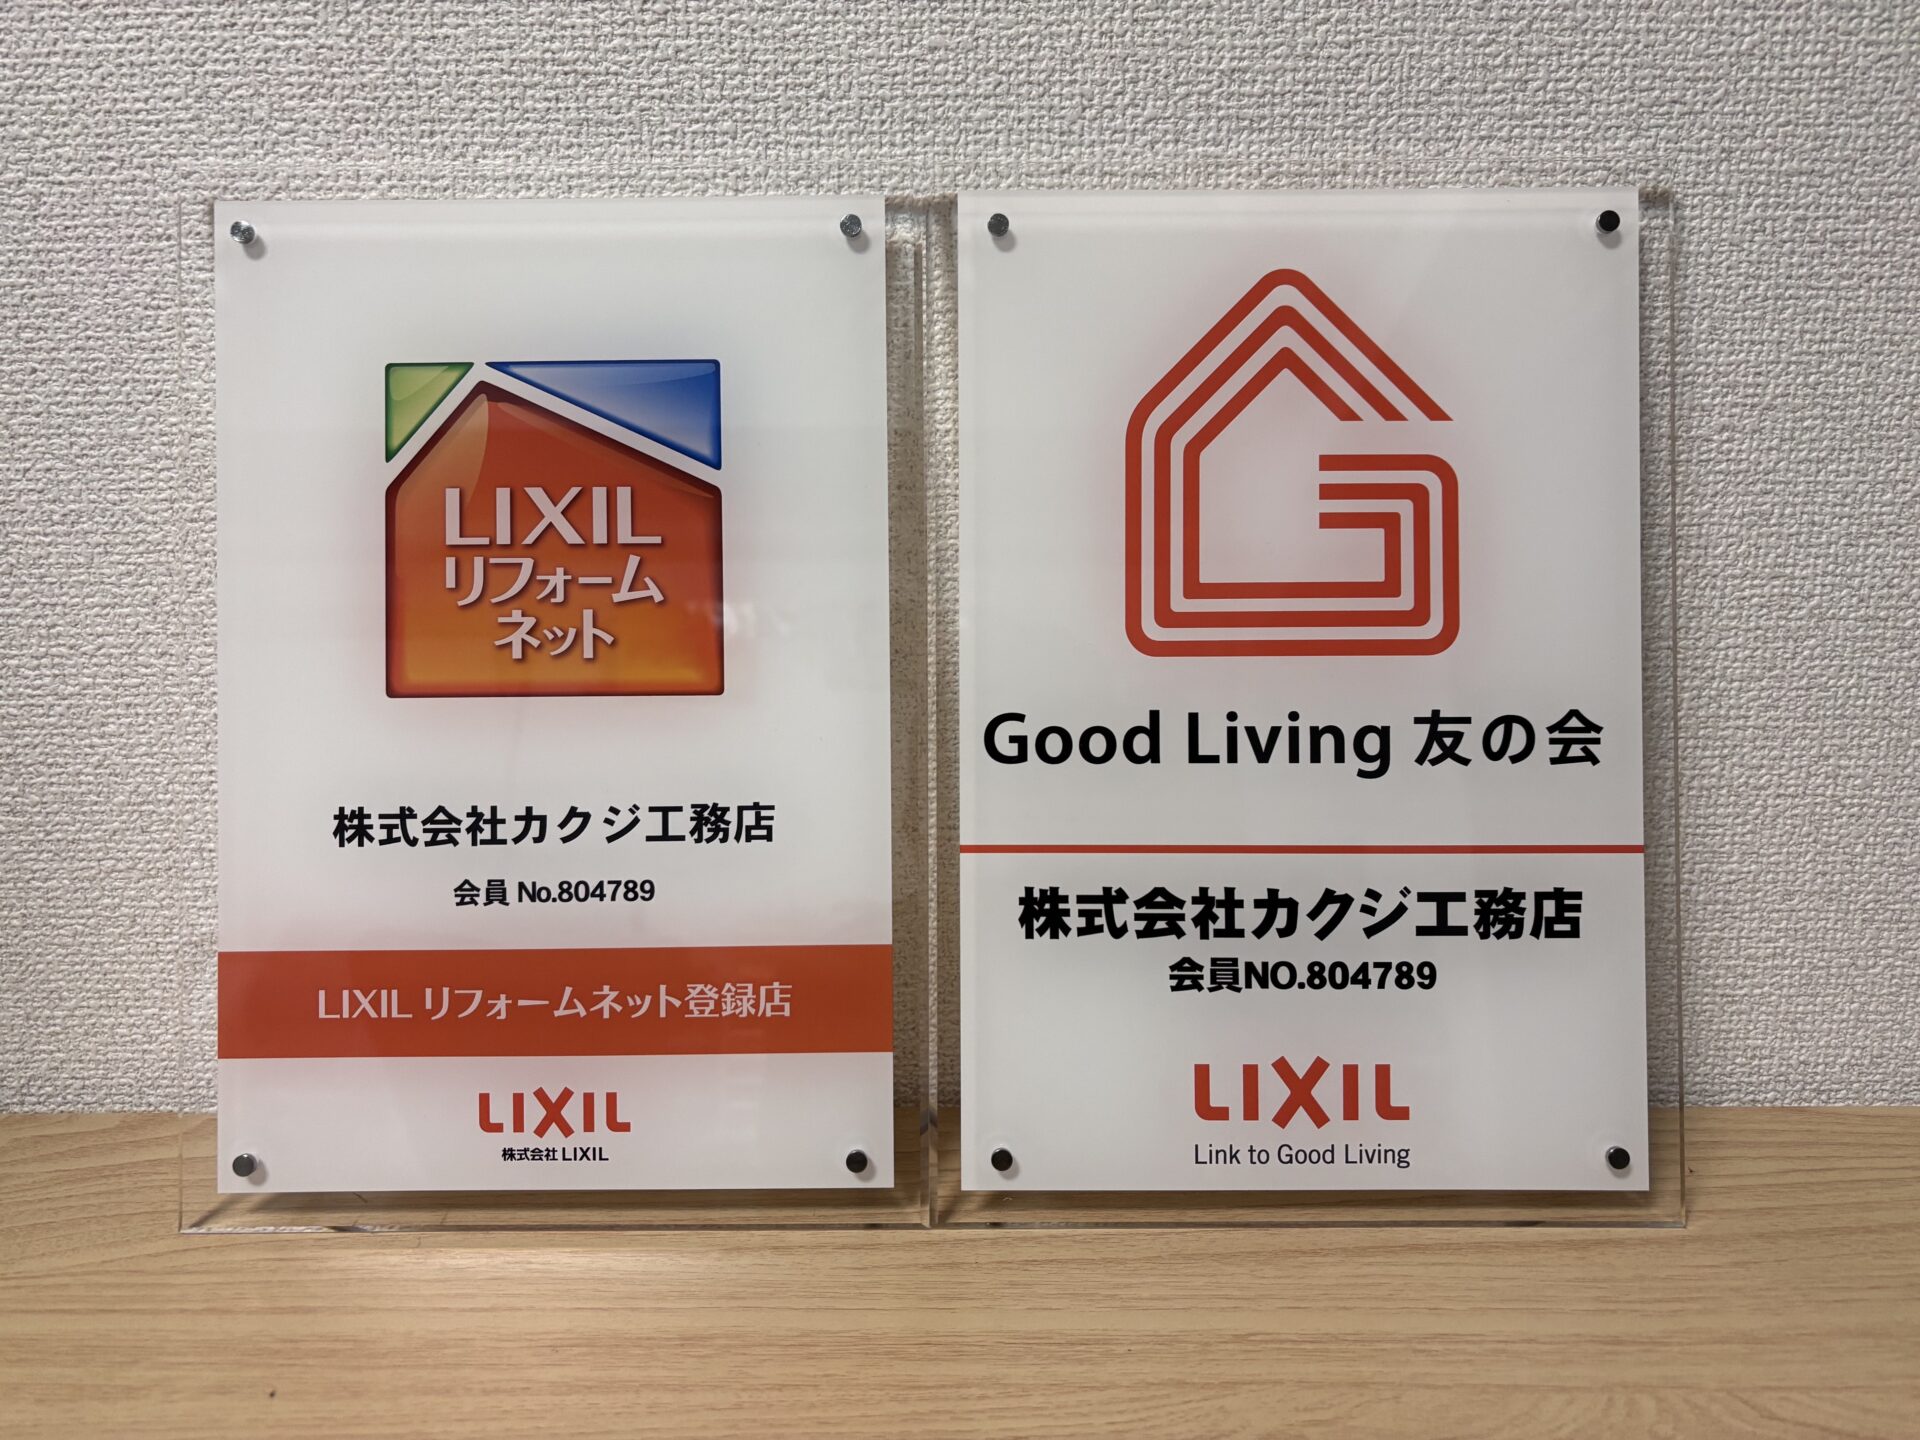 LIXIL
リフォーム
ネット
株式会社カクジ工務店
会員 No.804789
LIXIL リフォームネット登録店
LIXIL
株式会社 LIXIL
Good Living 友の会
株式会社カクジ工務店
会員NO.804789
LIXIL
Link to Good Living